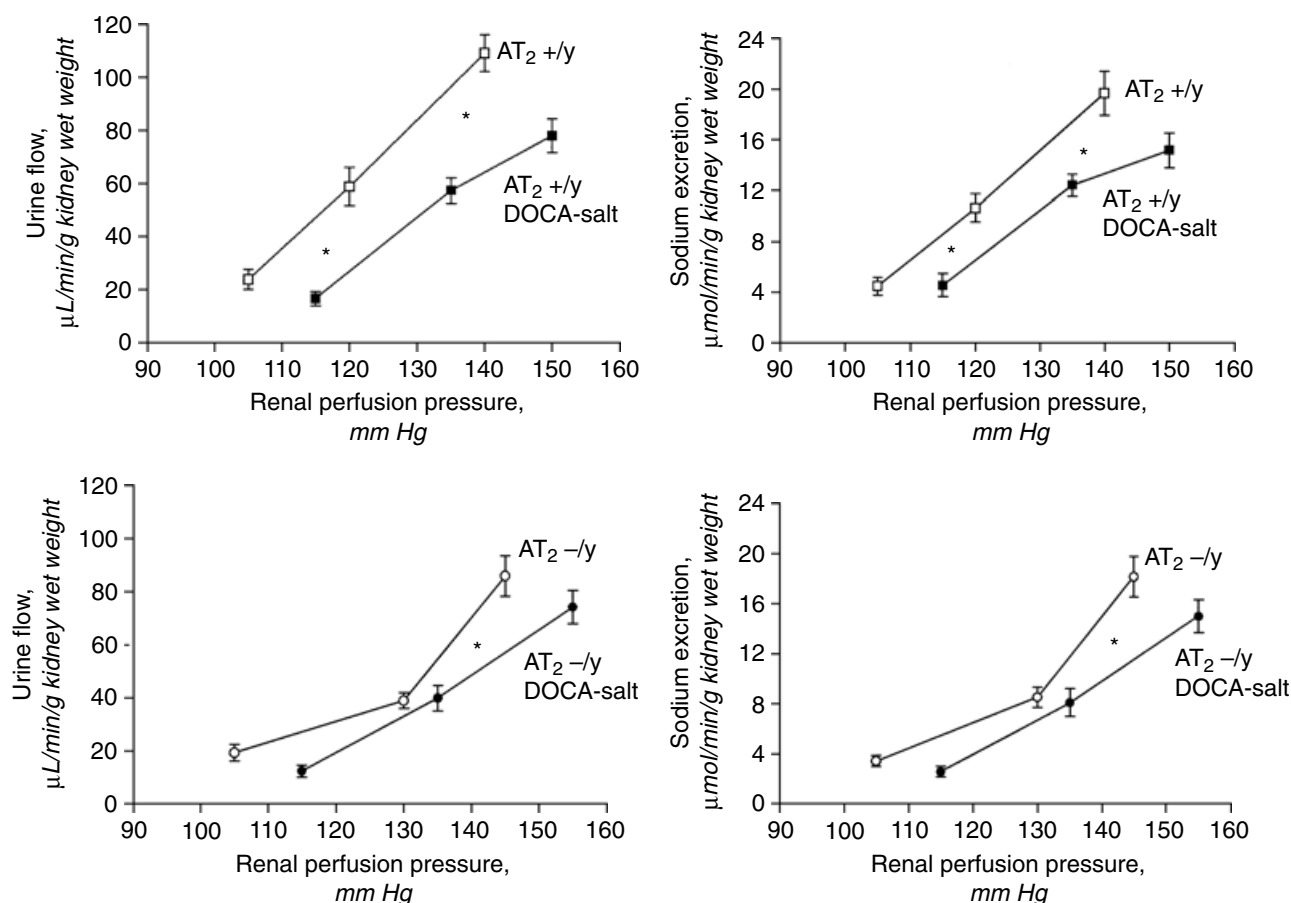 Urine flow,
μL/min/g kidney wet weight
120
100
80
60
40
20
0
AT2 +/y
*
*
AT2 +/y
DOCA-salt
90 100 110 120 130 140 150 160
Renal perfusion pressure,
mm Hg
Sodium excretion,
μmol/min/g kidney wet weight
24
20
16
12
8
4
0
AT2 +/y
*
*
AT2 +/y
DOCA-salt
90 100 110 120 130 140 150 160
Renal perfusion pressure,
mm Hg
Urine flow,
μL/min/g kidney wet weight
120
100
80
60
40
20
0
AT2 –/y
*
AT2 –/y
DOCA-salt
90 100 110 120 130 140 150 160
Renal perfusion pressure,
mm Hg
Sodium excretion,
μmol/min/g kidney wet weight
24
20
16
12
8
4
0
AT2 –/y
*
AT2 –/y
DOCA-salt
90 100 110 120 130 140 150 160
Renal perfusion pressure,
mm Hg